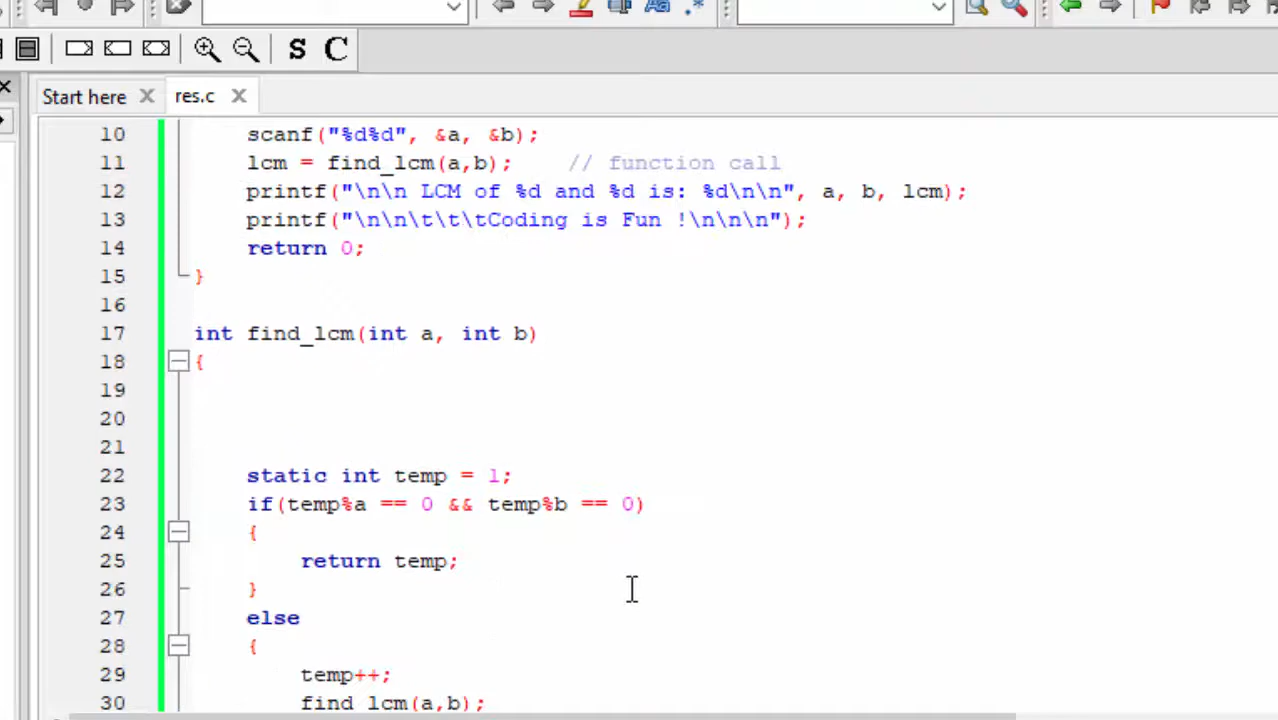 S C
Start here
res.c
10 scanf("%d%d", &a, &b);
11 lcm = find_lcm(a,b); // function call
12 printf("\n\n LCM of %d and %d is: %d\n\n", a, b, lcm);
13 printf("\n\n\t\t\tCoding is Fun !\n\n\n");
14 return 0;
15 }
16
17 int find_lcm(int a, int b)
18 {
19
20
21
22 static int temp = 1;
23 if(temp%a == 0 && temp%b == 0)
24 {
25 return temp;
26 }
27 else
28 {
29 temp++;
30 find_lcm(a,b);